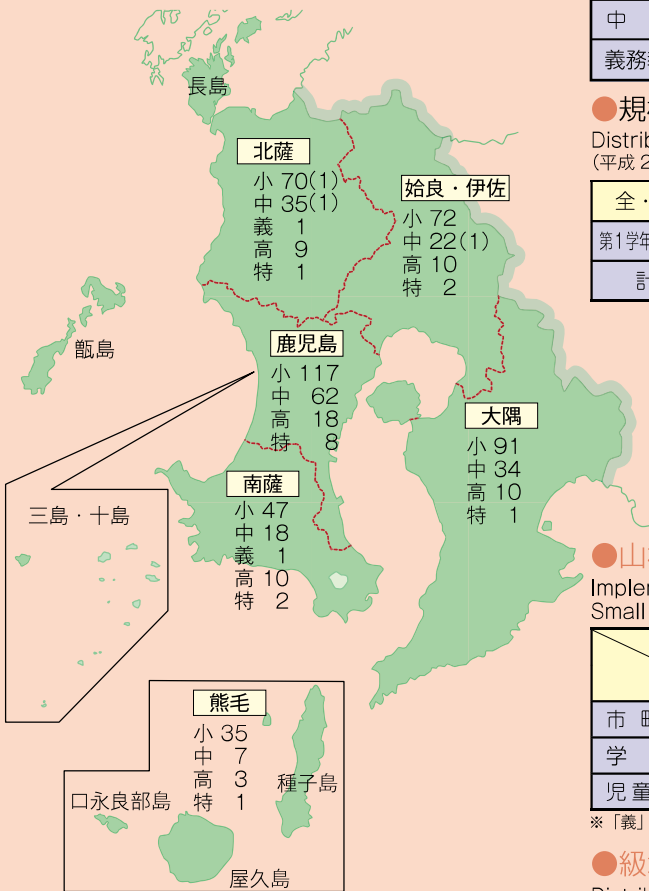 長島
北薩
小 70(1)
中 35(1)
義 1
高 9
特 1
姶良・伊佐
小 72
中 22(1)
高 10
特 2
甑島
鹿児島
小 117
中 62
高 18
特 8
大隅
小 91
中 34
高 10
特 1
南薩
小 47
中 18
義 1
高 10
特 2
三島・十島
熊毛
小 35
中 7
高 3
特 1
種子島
口永良部島
屋久島
中
義務
●規
Distrib
(平成 2
全・
第1学年
計
●山
Implem
Small
市
学
児童
※「義」
●級